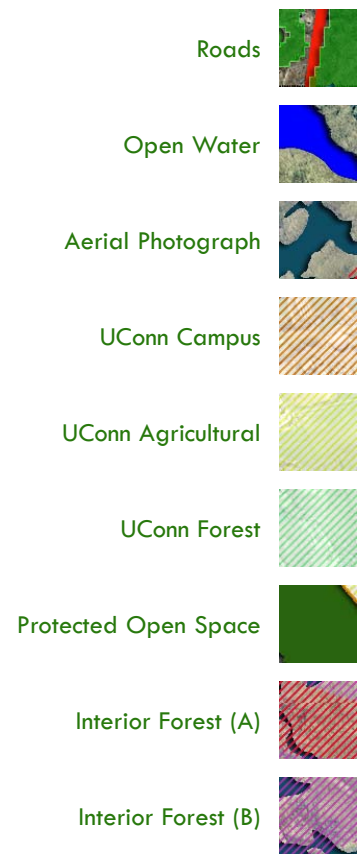 Roads
Open Water
Aerial Photograph
UConn Campus
UConn Agricultural
UConn Forest
Protected Open Space
Interior Forest (A)
Interior Forest (B)